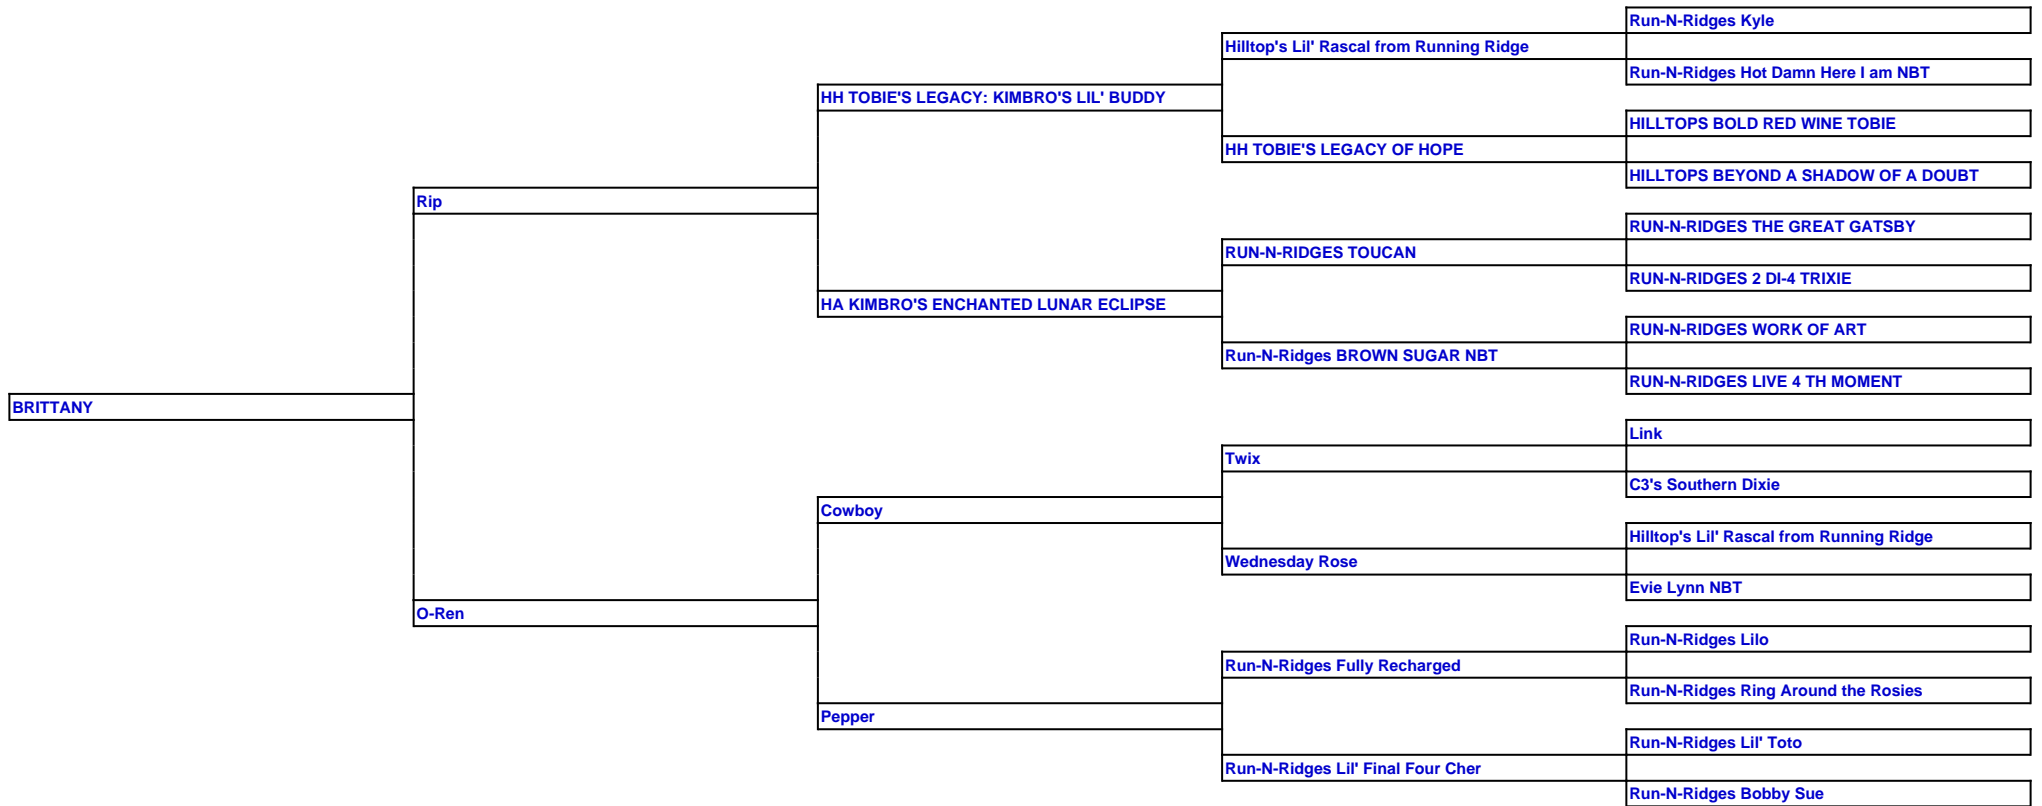 Run-N-Ridges Kyle
Hilltop's Lil' Rascal from Running Ridge
Run-N-Ridges Hot Damn Here I am NBT
HH TOBIE'S LEGACY: KIMBRO'S LIL' BUDDY
HILLTOPS BOLD RED WINE TOBIE
HH TOBIE'S LEGACY OF HOPE
HILLTOPS BEYOND A SHADOW OF A DOUBT
Rip
RUN-N-RIDGES THE GREAT GATSBY
RUN-N-RIDGES TOUCAN
RUN-N-RIDGES 2 DI-4 TRIXIE
HA KIMBRO'S ENCHANTED LUNAR ECLIPSE
RUN-N-RIDGES WORK OF ART
Run-N-Ridges BROWN SUGAR NBT
RUN-N-RIDGES LIVE 4 TH MOMENT
BRITTANY
Link
Twix
C3's Southern Dixie
Cowboy
Hilltop's Lil' Rascal from Running Ridge
Wednesday Rose
Evie Lynn NBT
O-Ren
Run-N-Ridges Lilo
Run-N-Ridges Fully Recharged
Run-N-Ridges Ring Around the Rosies
Pepper
Run-N-Ridges Lil' Toto
Run-N-Ridges Lil' Final Four Cher
Run-N-Ridges Bobby Sue